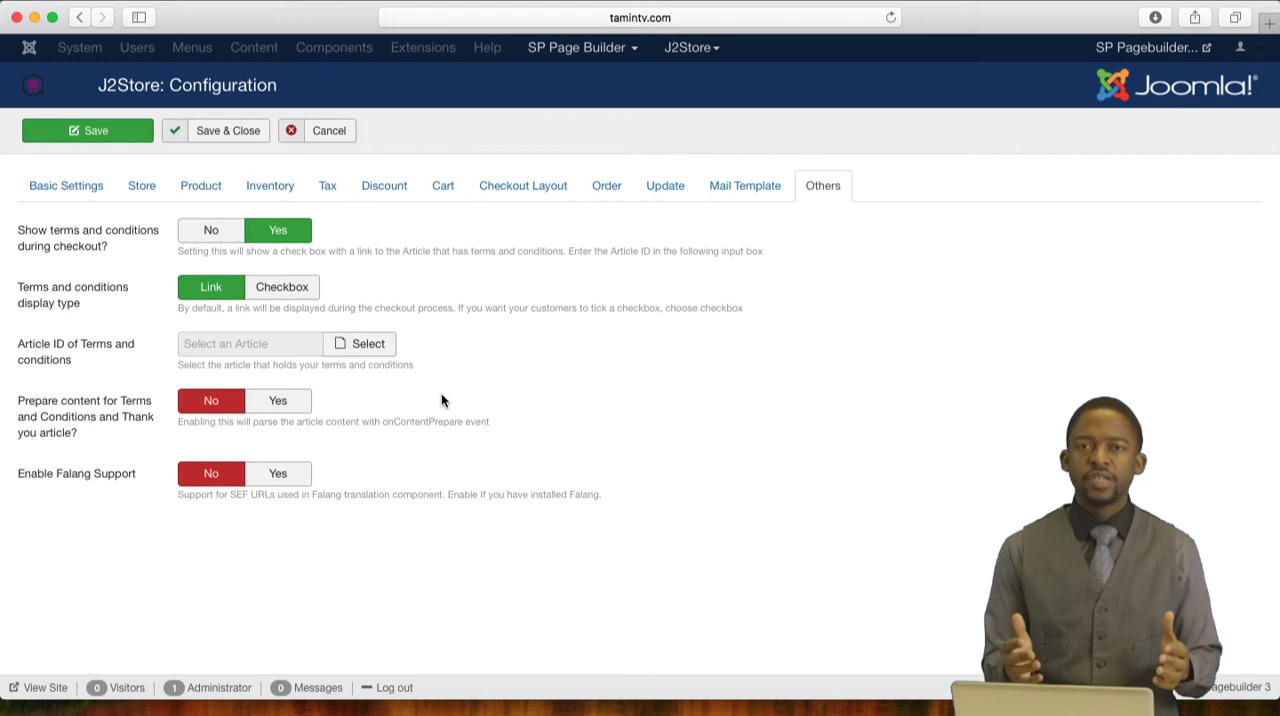 tamintv.com
System Users Menus Content Components Extensions Help SP Page Builder J2Store SP Pagebuilder...
J2Store: Configuration
Joomla!®
Save Save & Close Cancel
Basic Settings Store Product Inventory Tax Discount Cart Checkout Layout Order Update Mail Template Others
Show terms and conditions
during checkout?
No Yes
Setting this will show a check box with a link to the Article that has terms and conditions. Enter the Article ID in the following input box
Terms and conditions
display type
Link Checkbox
By default, a link will be displayed during the checkout process. If you want your customers to tick a checkbox, choose checkbox
Article ID of Terms and
conditions
Select an Article Select
Select the article that holds your terms and conditions
Prepare content for Terms
and Conditions and Thank
you article?
No Yes
Enabling this will parse the article content with onContentPrepare event
Enable Falang Support
No Yes
Support for SEF URLs used in Falang translation component. Enable If you have installed Falang.
View Site 0 Visitors 1 Administrator 0 Messages Log out agebuilder 3